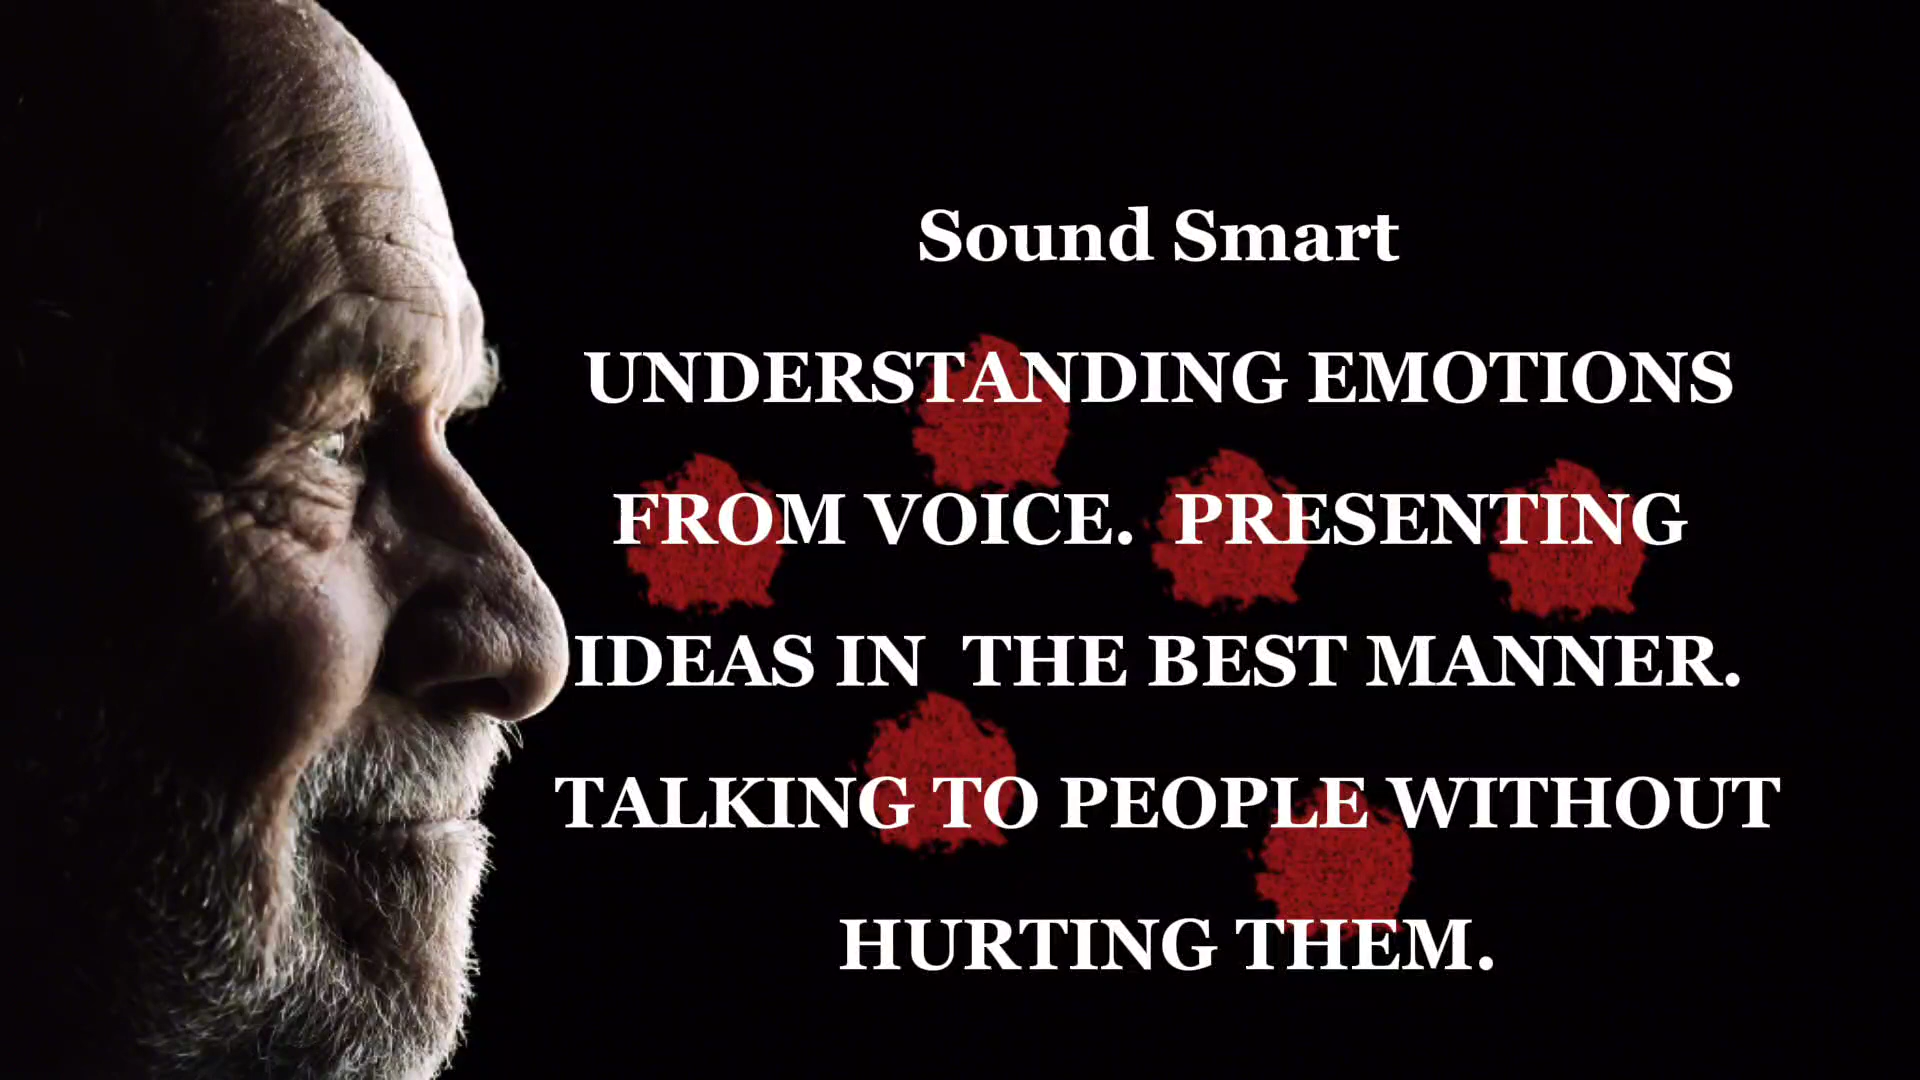 Sound Smart
UNDERSTANDING EMOTIONS
FROM VOICE.  PRESENTING
IDEAS IN  THE BEST MANNER.
TALKING TO PEOPLE WITHOUT
HURTING THEM.